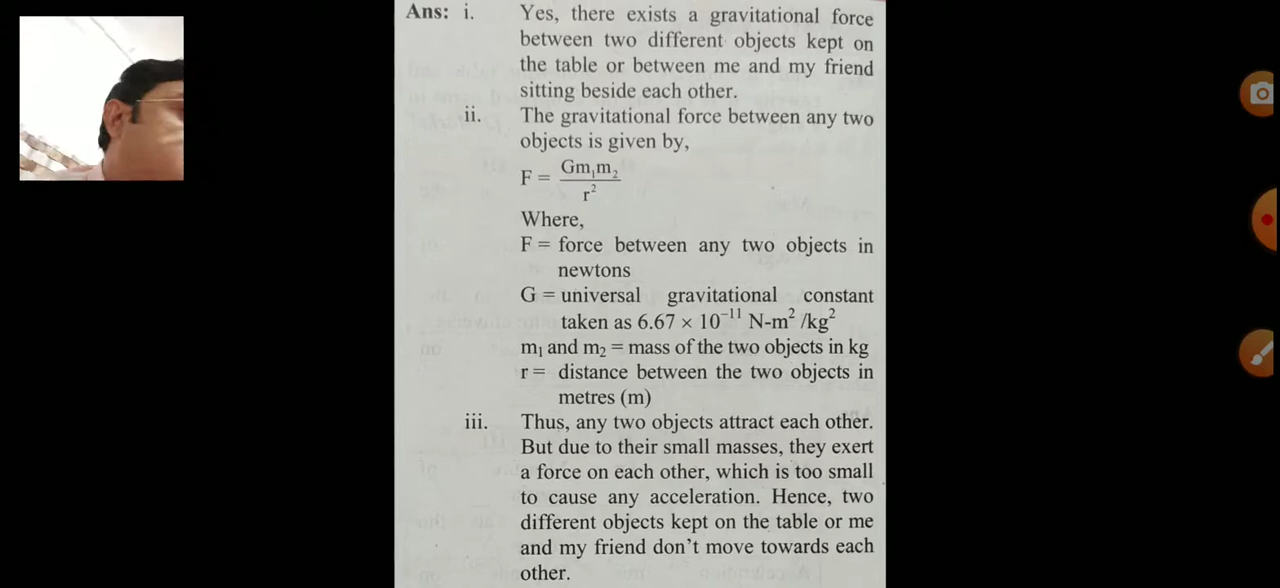 Ans: i. Yes, there exists a gravitational force
between two different objects kept on
the table or between me and my friend
sitting beside each other.
ii. The gravitational force between any two
objects is given by,
F = Gm₁m₂ / r²
Where,
F = force between any two objects in
newtons
G = universal gravitational constant
taken as 6.67 × 10⁻¹¹ N-m² /kg²
m₁ and m₂ = mass of the two objects in kg
r = distance between the two objects in
metres (m)
iii. Thus, any two objects attract each other.
But due to their small masses, they exert
a force on each other, which is too small
to cause any acceleration. Hence, two
different objects kept on the table or me
and my friend don't move towards each
other.